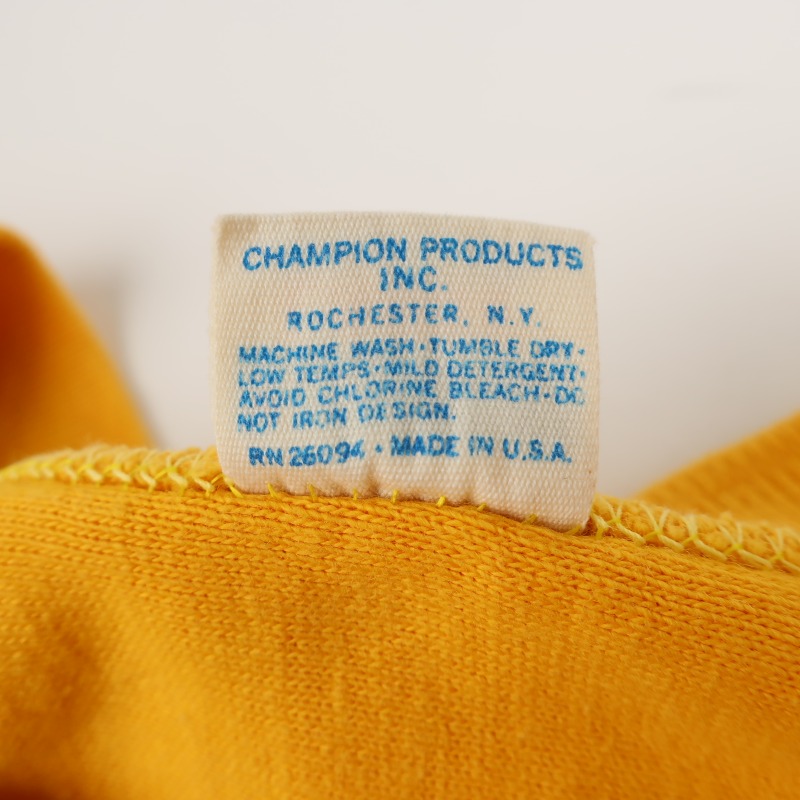 CHAMPION PRODUCTS
INC.
ROCHESTER, N.Y.
MACHINE WASH·TUMBLE DRY·
LOW TEMPS·MILD DETERGENT·
AVOID CHLORINE BLEACH·DO
NOT IRON DESIGN.
RN 26094 · MADE IN U.S.A.